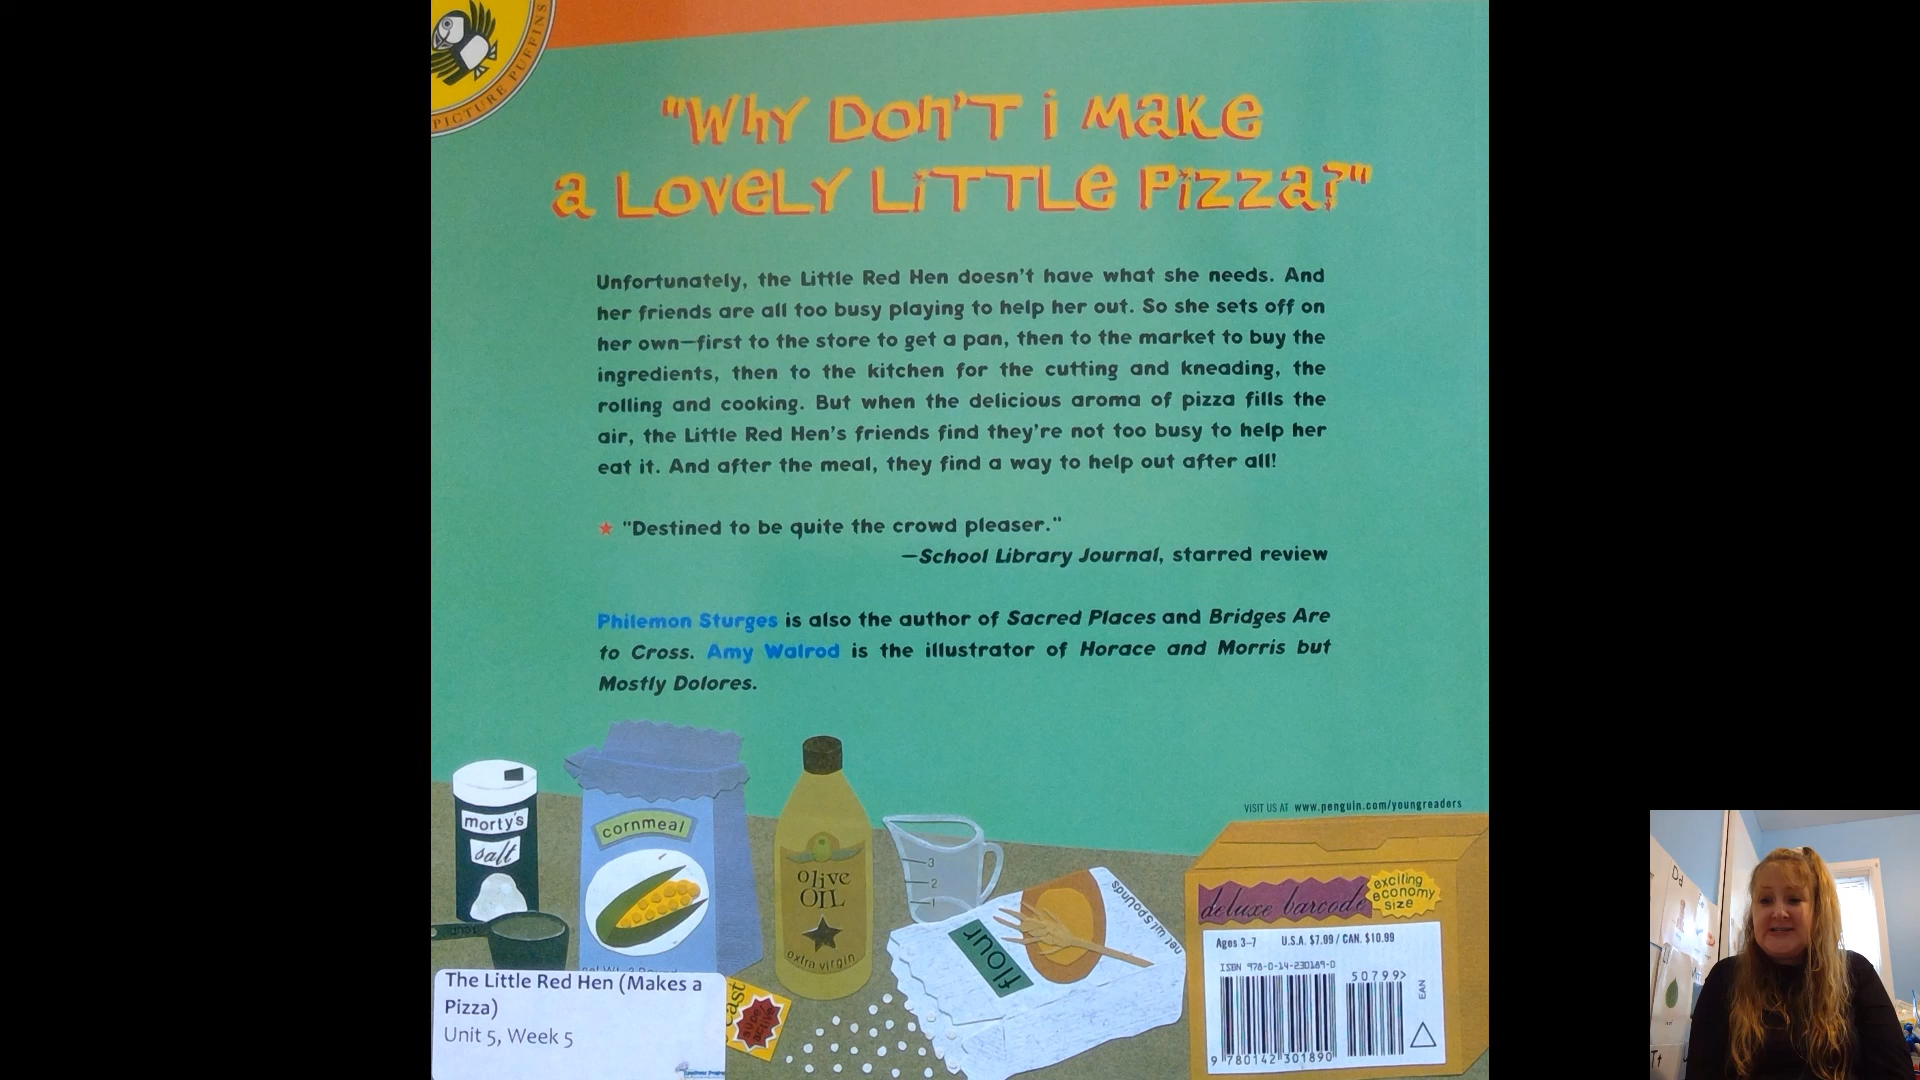 PICTURE PUFFINS
"Why Don't i Make
a Lovely Little Pizza?"
Unfortunately, the Little Red Hen doesn't have what she needs. And
her friends are all too busy playing to help her out. So she sets off on
her own—first to the store to get a pan, then to the market to buy the
ingredients, then to the kitchen for the cutting and kneading, the
rolling and cooking. But when the delicious aroma of pizza fills the
air, the Little Red Hen's friends find they're not too busy to help her
eat it. And after the meal, they find a way to help out after all!
"Destined to be quite the crowd pleaser."
—School Library Journal, starred review
Philemon Sturges is also the author of Sacred Places and Bridges Are
to Cross. Amy Walrod is the illustrator of Horace and Morris but
Mostly Dolores.
VISIT US AT www.penguin.com/youngreaders
morty's
salt
cornmeal
olive
OIL
extra virgin
3
2
1
flour
net wt. 5 pounds
deluxe barcode
exciting
economy
size
Ages 3-7 U.S.A. $7.99 / CAN. $10.99
ISBN 978-0-14-230189-0
50799>
EAN
9 780142 301890
The Little Red Hen (Makes a
Pizza)
Unit 5, Week 5
Dd
Tt